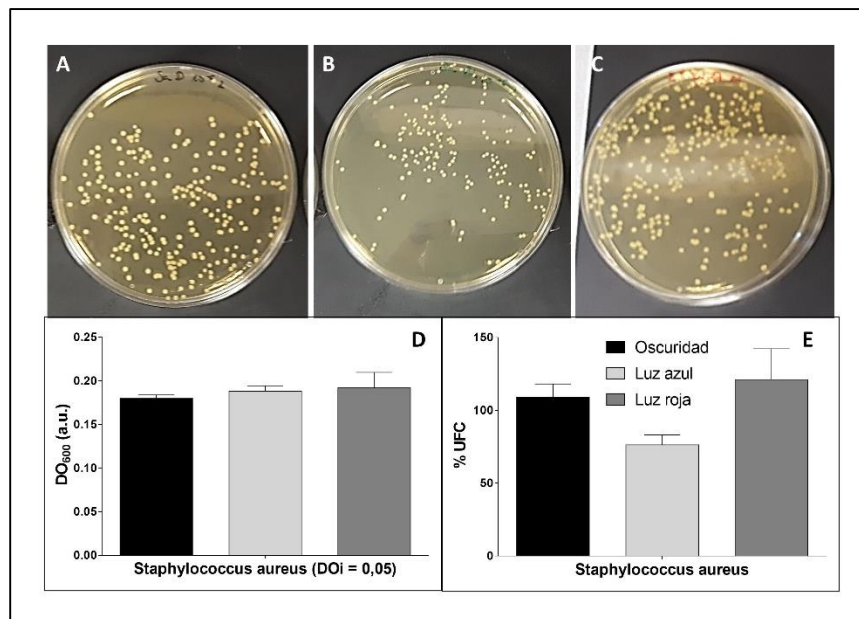 A
B
C
Sa D
D
0.25
0.20
0.15
0.10
0.05
0.00
DO600 (a.u.)
Staphylococcus aureus (DOi = 0,05)
E
Oscuridad
Luz azul
Luz roja
150
100
50
0
% UFC
Staphylococcus aureus